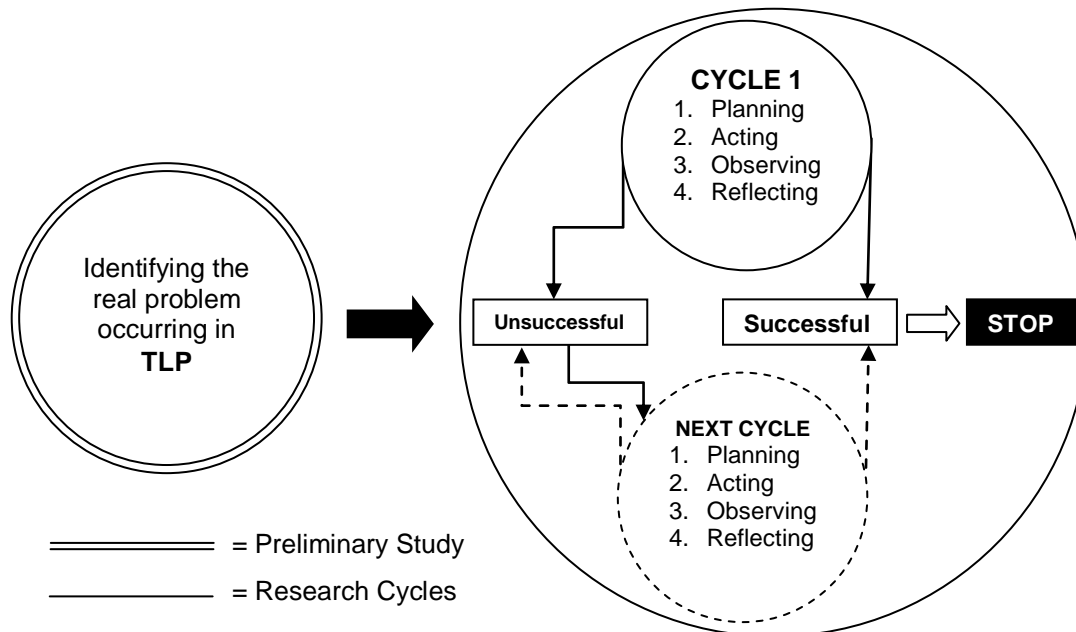 CYCLE 1
1. Planning
2. Acting
3. Observing
4. Reflecting
Identifying the
real problem
occurring in
TLP
Unsuccessful
Successful
STOP
NEXT CYCLE
1. Planning
2. Acting
3. Observing
4. Reflecting
= Preliminary Study
= Research Cycles